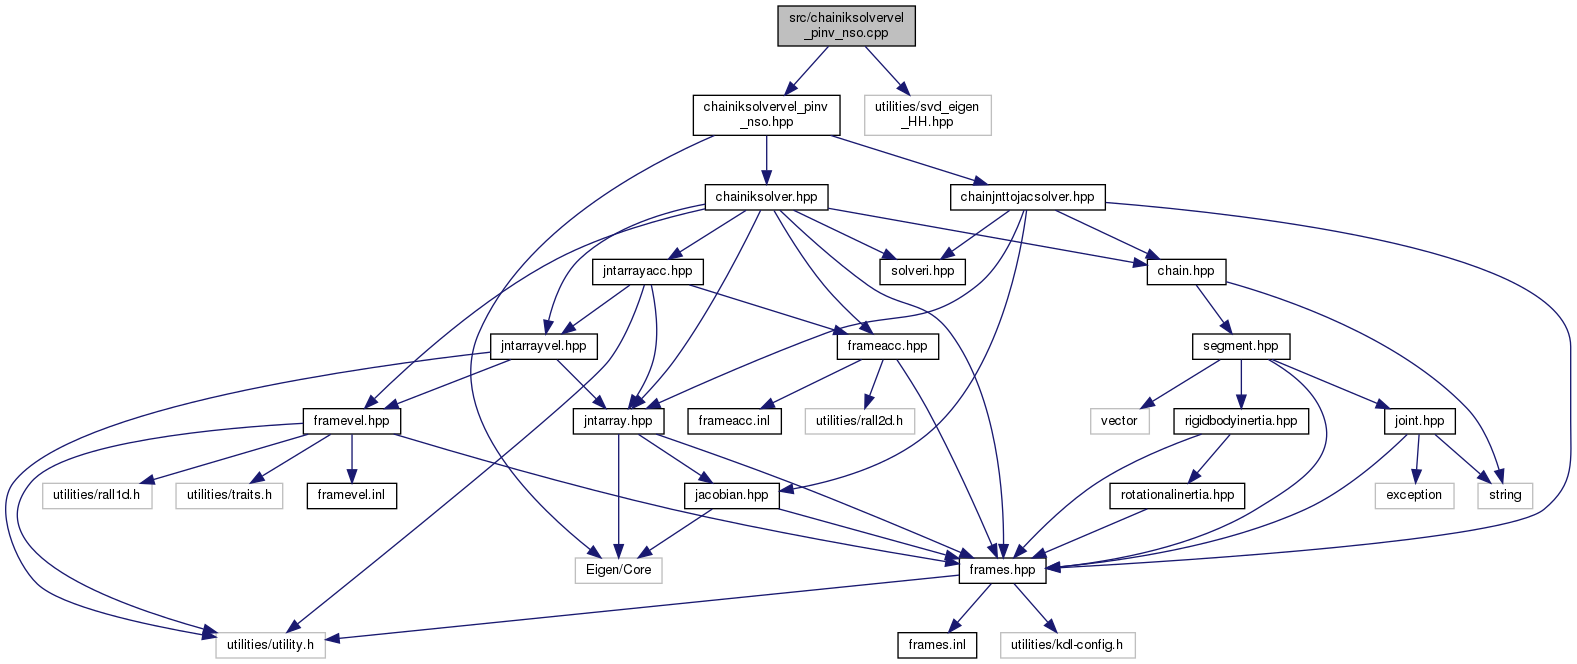 src/chainiksolvervel
_pinv_nso.cpp
chainiksolvervel_pinv
_nso.hpp
utilities/svd_eigen
_HH.hpp
chainiksolver.hpp
chainjnttojacsolver.hpp
jntarrayacc.hpp
solveri.hpp
chain.hpp
jntarrayvel.hpp
frameacc.hpp
segment.hpp
framevel.hpp
jntarray.hpp
frameacc.inl
utilities/rall2d.h
vector
rigidbodyinertia.hpp
joint.hpp
utilities/rall1d.h
utilities/traits.h
framevel.inl
jacobian.hpp
rotationalinertia.hpp
exception
string
Eigen/Core
frames.hpp
utilities/utility.h
frames.inl
utilities/kdl-config.h